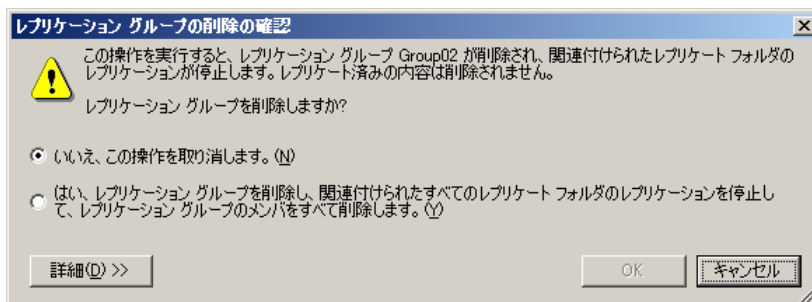 レプリケーション グループの削除の確認
この操作を実行すると、レプリケーション グループ Group02 が削除され、関連付けられたレプリケート フォルダの
レプリケーションが停止します。レプリケート済みの内容は削除されません。
レプリケーション グループを削除しますか?
いいえ、この操作を取り消します。(N)
はい、レプリケーション グループを削除し、関連付けられたすべてのレプリケート フォルダのレプリケーションを停止し
て、レプリケーション グループのメンバをすべて削除します。(Y)
詳細(D) >>
OK
キャンセル